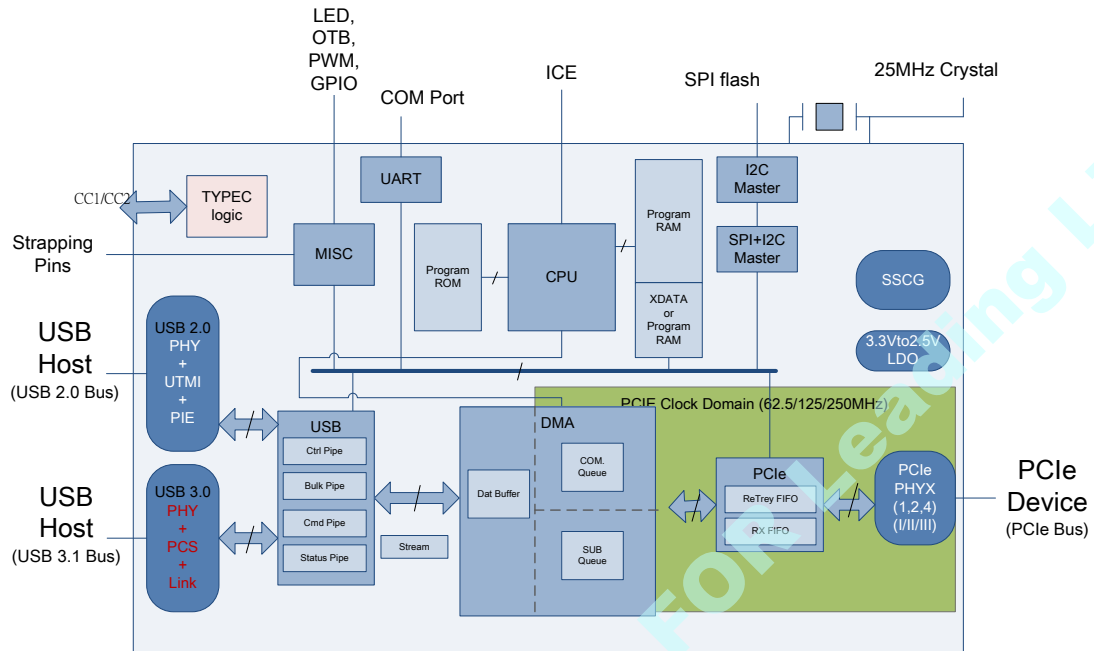 LED,
OTB,
PWM,
GPIO
COM Port
ICE
SPI flash
25MHz Crystal
CC1/CC2
TYPEC
logic
UART
I2C
Master
Strapping
Pins
MISC
Program
ROM
CPU
Program
RAM
XDATA
or
Program
RAM
SPI+I2C
Master
SSCG
3.3Vto2.5V
LDO
USB
Host
(USB 2.0 Bus)
USB 2.0
PHY
+
UTMI
+
PIE
PCIE Clock Domain (62.5/125/250MHz)
USB
Ctrl Pipe
Bulk Pipe
Cmd Pipe
Status Pipe
Stream
DMA
Dat Buffer
COM.
Queue
SUB
Queue
PCIe
ReTrey FIFO
RX FIFO
PCIe
PHYX
(1,2,4)
(I/II/III)
PCIe
Device
(PCIe Bus)
USB
Host
(USB 3.1 Bus)
USB 3.0
PHY
+
PCS
+
Link
FOR Leading